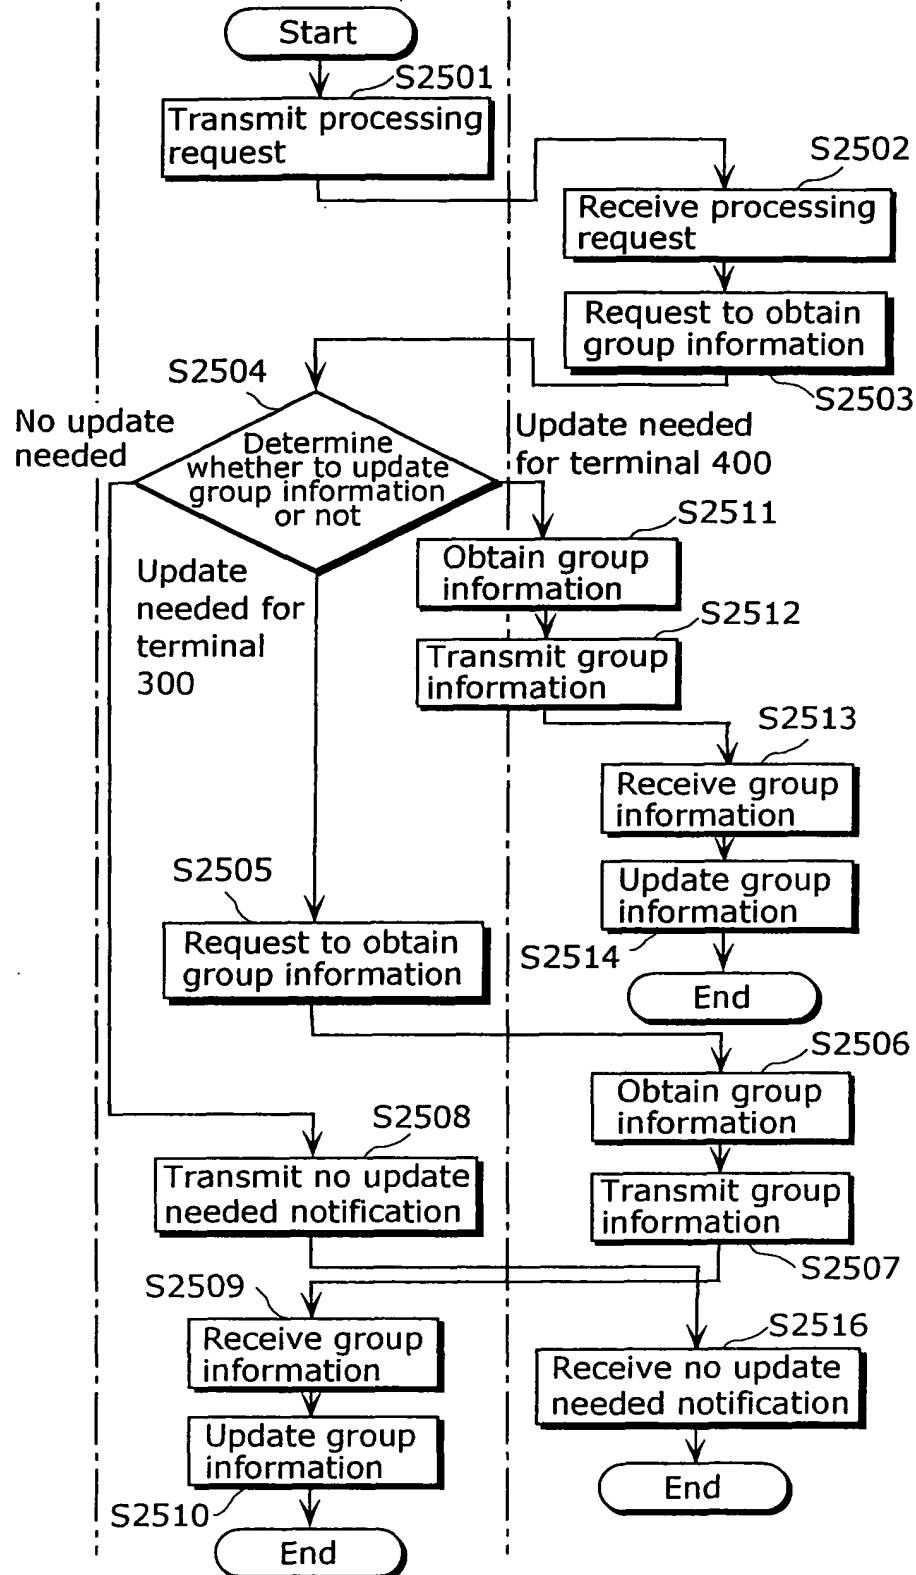 Start
S2501
Transmit processing
request
S2502
Receive processing
request
Request to obtain
group information
S2503
S2504
No update
needed
Determine
whether to update
group information
or not
Update needed
for terminal 400
S2511
Obtain group
information
Update
needed for
terminal
300
S2512
Transmit group
information
S2513
Receive group
information
Update group
information
S2514
End
S2505
Request to obtain
group information
S2506
Obtain group
information
S2508
Transmit no update
needed notification
Transmit group
information
S2507
S2509
Receive group
information
S2516
Receive no update
needed notification
Update group
information
S2510
End
End